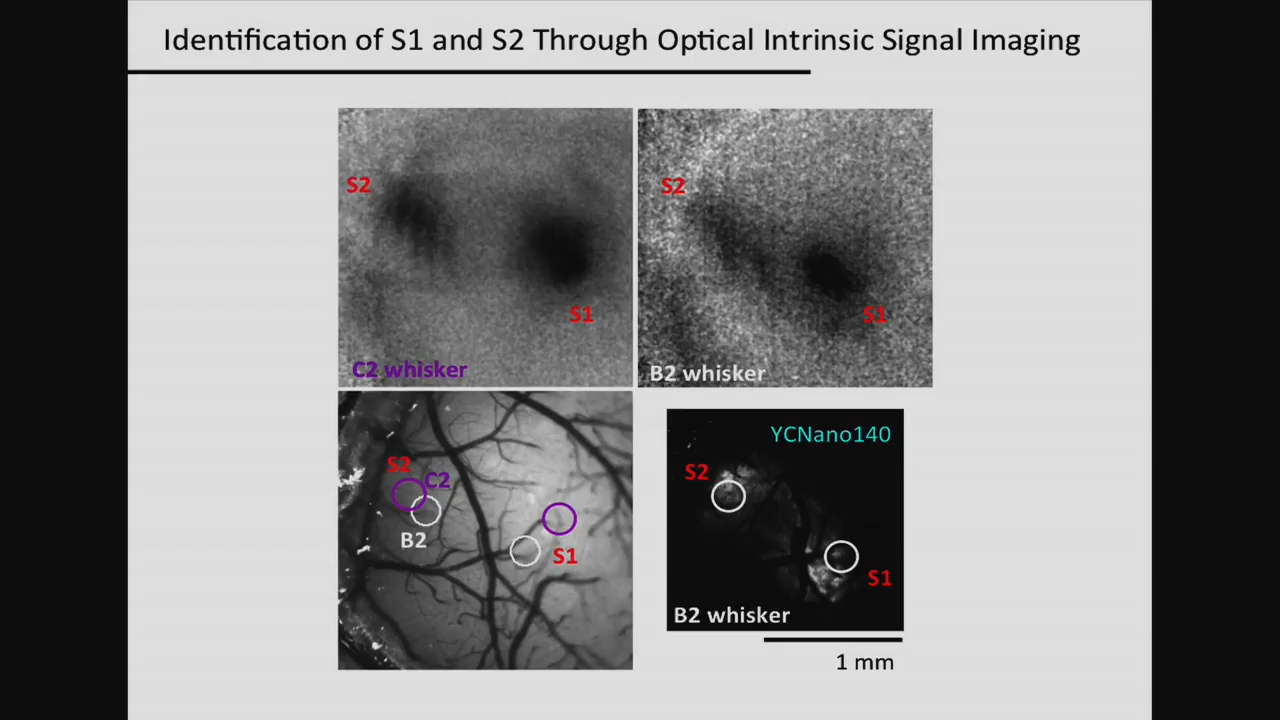 Identification of S1 and S2 Through Optical Intrinsic Signal Imaging
S2
S1
C2 whisker
S2
S1
B2 whisker
S2
C2
B2
S1
YCNano140
S2
S1
B2 whisker
1 mm